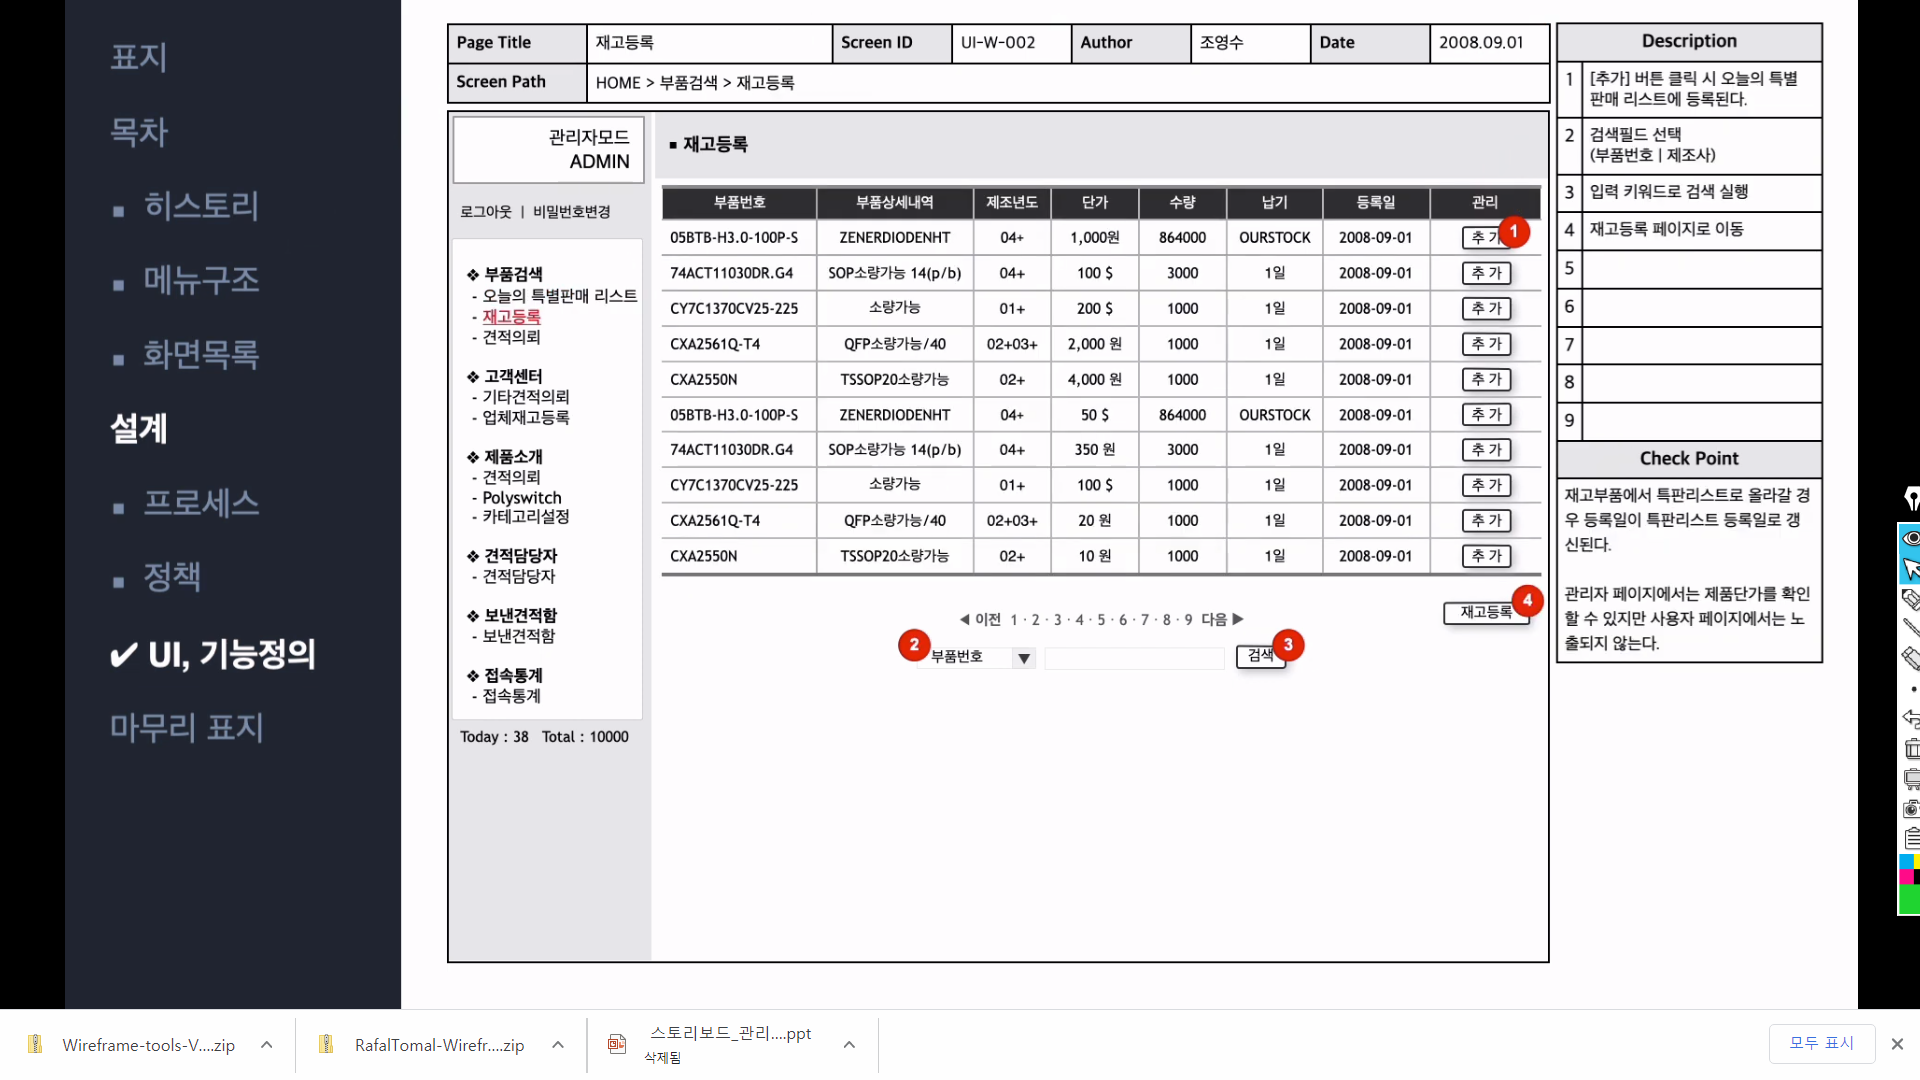 표지
목차
▪ 히스토리
▪ 메뉴구조
▪ 화면목록
설계
▪ 프로세스
▪ 정책
✔ UI, 기능정의
마무리 표지
Page Title 재고등록 Screen ID UI-W-002 Author 조영수 Date 2008.09.01
Screen Path HOME > 부품검색 > 재고등록
관리자모드
ADMIN
로그아웃 | 비밀번호변경
❖ 부품검색
- 오늘의 특별판매 리스트
- 재고등록
- 견적의뢰
❖ 고객센터
- 기타견적의뢰
- 업체재고등록
❖ 제품소개
- 견적의뢰
- Polyswitch
- 카테고리설정
❖ 견적담당자
- 견적담당자
❖ 보낸견적함
- 보낸견적함
❖ 접속통계
- 접속통계
Today : 38 Total : 10000
▪ 재고등록
부품번호 부품상세내역 제조년도 단가 수량 납기 등록일 관리
05BTB-H3.0-100P-S ZENERDIODENHT 04+ 1,000원 864000 OURSTOCK 2008-09-01 추 가 1
74ACT11030DR.G4 SOP소량가능 14(p/b) 04+ 100 $ 3000 1일 2008-09-01 추 가
CY7C1370CV25-225 소량가능 01+ 200 $ 1000 1일 2008-09-01 추 가
CXA2561Q-T4 QFP소량가능/40 02+03+ 2,000 원 1000 1일 2008-09-01 추 가
CXA2550N TSSOP20소량가능 02+ 4,000 원 1000 1일 2008-09-01 추 가
05BTB-H3.0-100P-S ZENERDIODENHT 04+ 50 $ 864000 OURSTOCK 2008-09-01 추 가
74ACT11030DR.G4 SOP소량가능 14(p/b) 04+ 350 원 3000 1일 2008-09-01 추 가
CY7C1370CV25-225 소량가능 01+ 100 $ 1000 1일 2008-09-01 추 가
CXA2561Q-T4 QFP소량가능/40 02+03+ 20 원 1000 1일 2008-09-01 추 가
CXA2550N TSSOP20소량가능 02+ 10 원 1000 1일 2008-09-01 추 가
재고등록 4
◀ 이전 1 · 2 · 3 · 4 · 5 · 6 · 7 · 8 · 9 다음 ▶
2 부품번호 ▼ 검색 3
Description
1 [추가] 버튼 클릭 시 오늘의 특별
판매 리스트에 등록된다.
2 검색필드 선택
(부품번호 | 제조사)
3 입력 키워드로 검색 실행
4 재고등록 페이지로 이동
5
6
7
8
9
Check Point
재고부품에서 특판리스트로 올라갈 경
우 등록일이 특판리스트 등록일로 갱
신된다.
관리자 페이지에서는 제품단가를 확인
할 수 있지만 사용자 페이지에서는 노
출되지 않는다.
Wireframe-tools-V....zip
RafalTomal-Wirefr....zip
스토리보드_관리....ppt
삭제됨
모두 표시